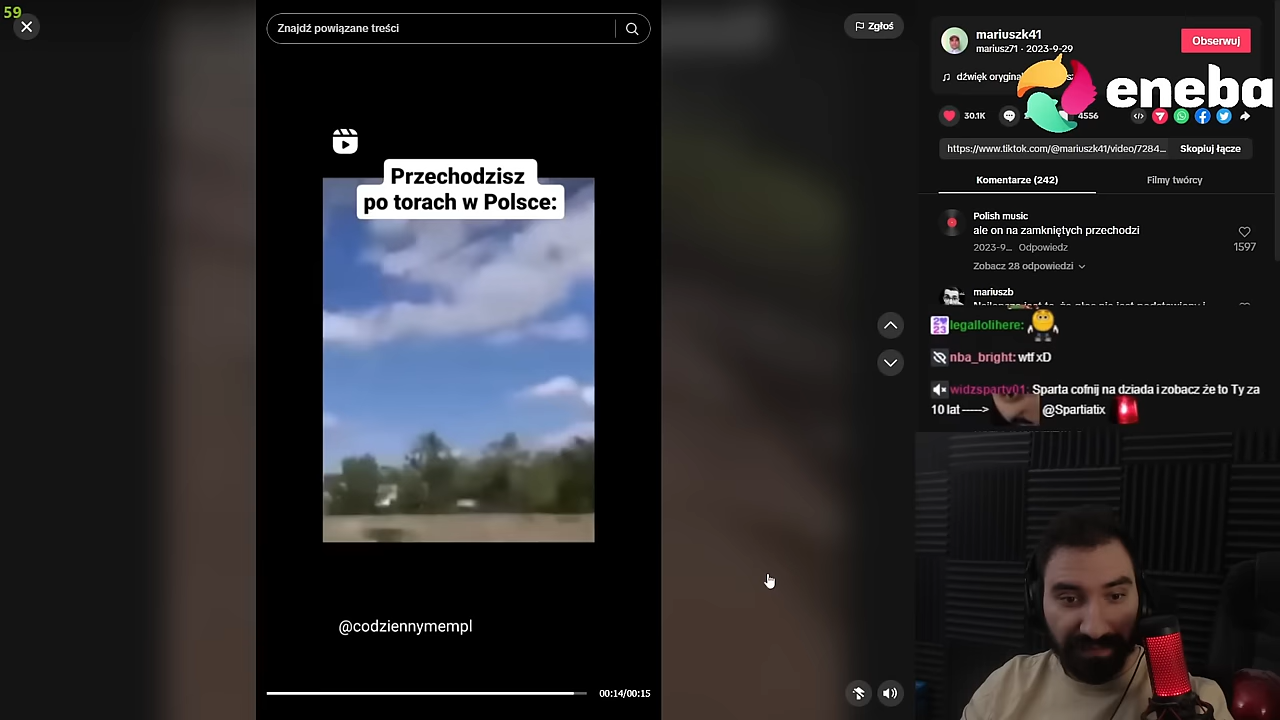 59
Znajdź powiązane treści
Zgłoś
Przechodzisz
po torach w Polsce:
@codziennymempl
00:14/00:15
mariuszk41
mariusz71 · 2023-9-29
Obserwuj
dźwięk orygina
eneba
30.1K
4556
https://www.tiktok.com/@mariuszk41/video/7284...
Skopiuj łącze
Komentarze (242)
Filmy twórcy
Polish music
ale on na zamkniętych przechodzi
2023-9... Odpowiedz
1597
Zobacz 28 odpowiedzi
mariuszb
legallolihere:
nba_bright: wtf xD
widzsparty01: Sparta cofnij na dziada i zobacz że to Ty za
10 lat -----> @Spartiatix